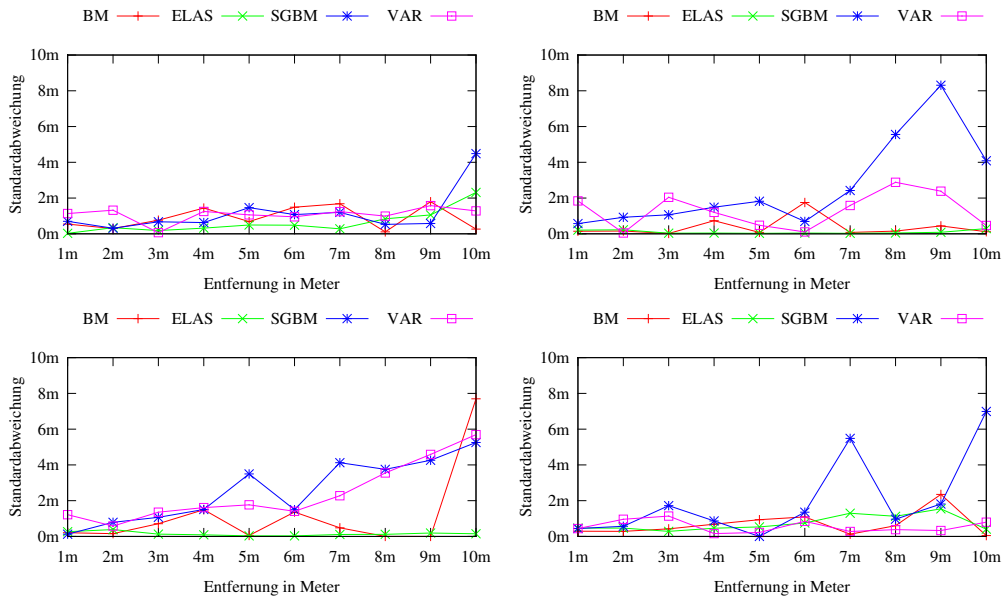 BM ELAS SGBM VAR
10m
8m
6m
4m
2m
0m
Standardabweichung
1m 2m 3m 4m 5m 6m 7m 8m 9m 10m
Entfernung in Meter
BM ELAS SGBM VAR
10m
8m
6m
4m
2m
0m
Standardabweichung
1m 2m 3m 4m 5m 6m 7m 8m 9m 10m
Entfernung in Meter
BM ELAS SGBM VAR
10m
8m
6m
4m
2m
0m
Standardabweichung
1m 2m 3m 4m 5m 6m 7m 8m 9m 10m
Entfernung in Meter
BM ELAS SGBM VAR
10m
8m
6m
4m
2m
0m
Standardabweichung
1m 2m 3m 4m 5m 6m 7m 8m 9m 10m
Entfernung in Meter